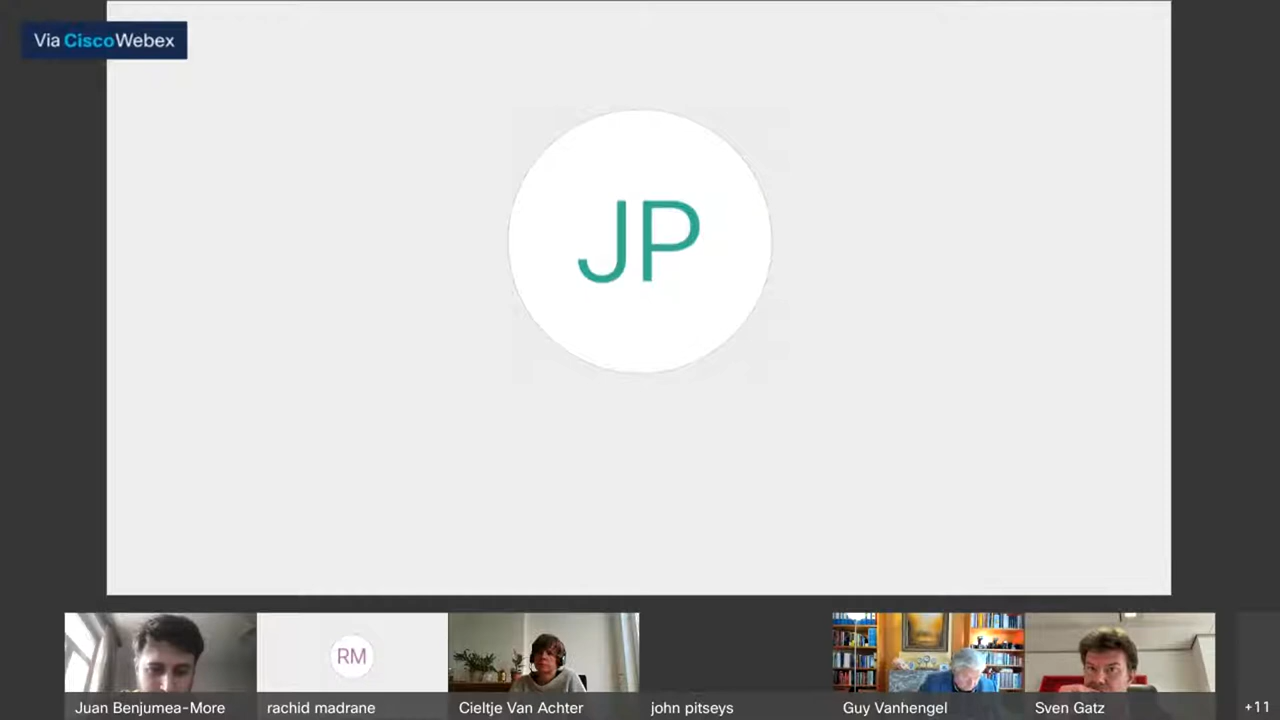 Via CiscoWebex
JP
RM
Juan Benjumea-More
rachid madrane
Cieltje Van Achter
john pitseys
Guy Vanhengel
Sven Gatz
+11